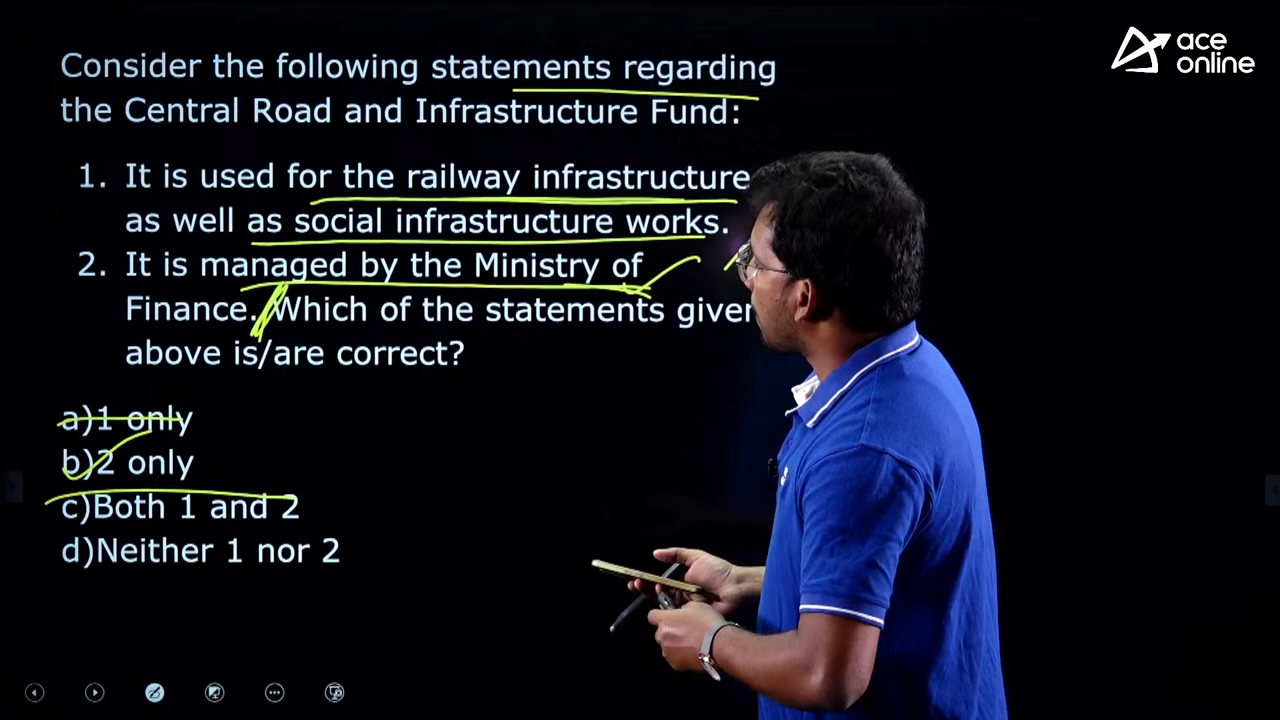 ace
online
Consider the following statements regarding
the Central Road and Infrastructure Fund:
1. It is used for the railway infrastructure
as well as social infrastructure works.
2. It is managed by the Ministry of
Finance. Which of the statements given
above is/are correct?
a)1 only
b)2 only
c)Both 1 and 2
d)Neither 1 nor 2